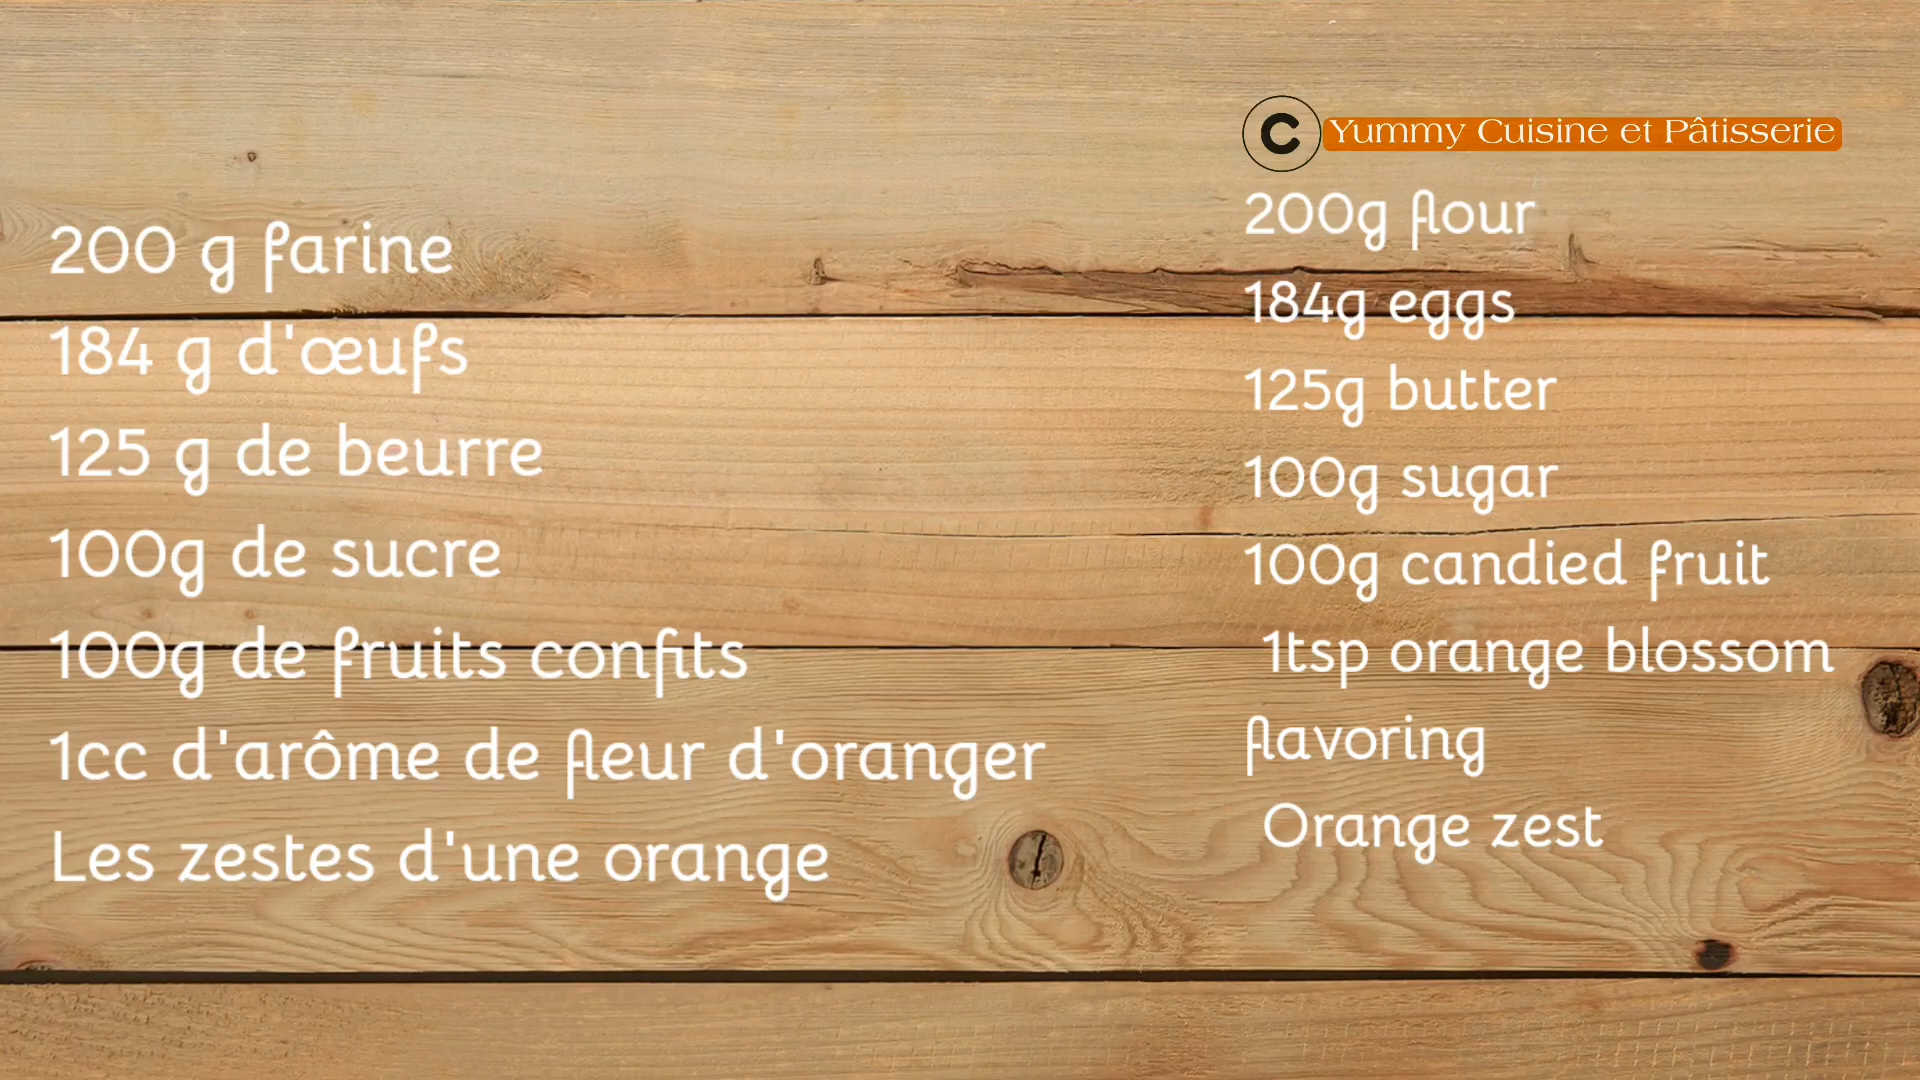 C Yummy Cuisine et Pâtisserie
200 g farine
184 g d'œufs
125 g de beurre
100g de sucre
100g de fruits confits
1cc d'arôme de fleur d'oranger
Les zestes d'une orange
200g flour
184g eggs
125g butter
100g sugar
100g candied fruit
1tsp orange blossom
flavoring
Orange zest